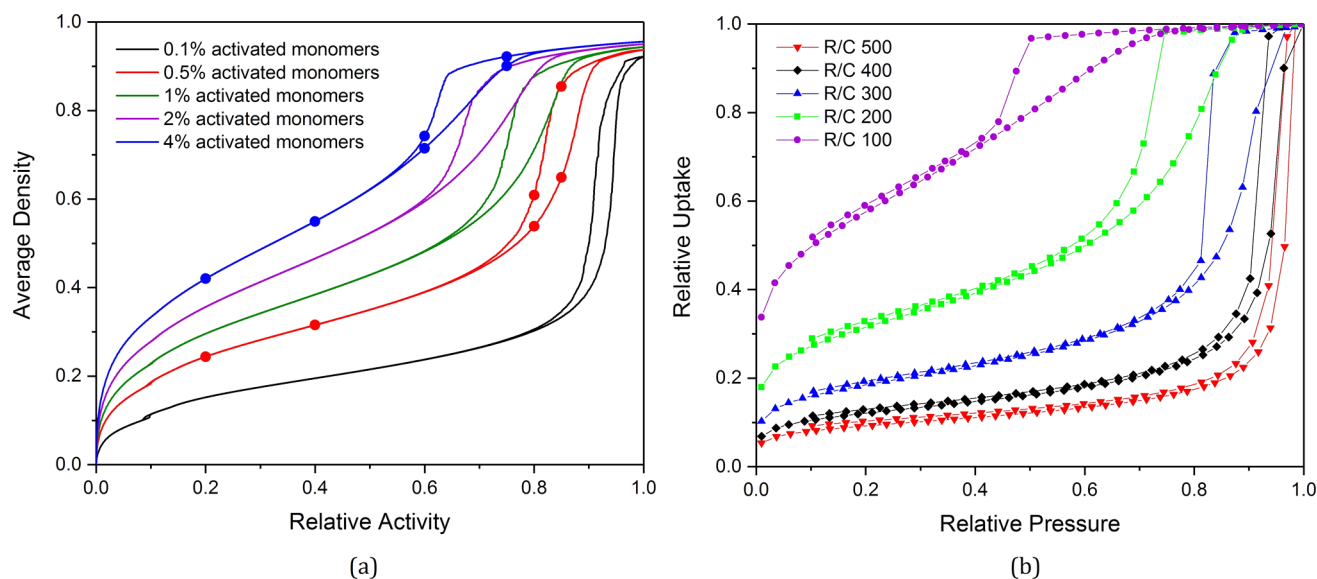 1.0
0.8
0.6
0.4
0.2
0.0
Average Density
0.1% activated monomers
0.5% activated monomers
1% activated monomers
2% activated monomers
4% activated monomers
0.0 0.2 0.4 0.6 0.8 1.0
Relative Activity
(a)
1.0
0.8
0.6
0.4
0.2
0.0
Relative Uptake
R/C 500
R/C 400
R/C 300
R/C 200
R/C 100
0.0 0.2 0.4 0.6 0.8 1.0
Relative Pressure
(b)